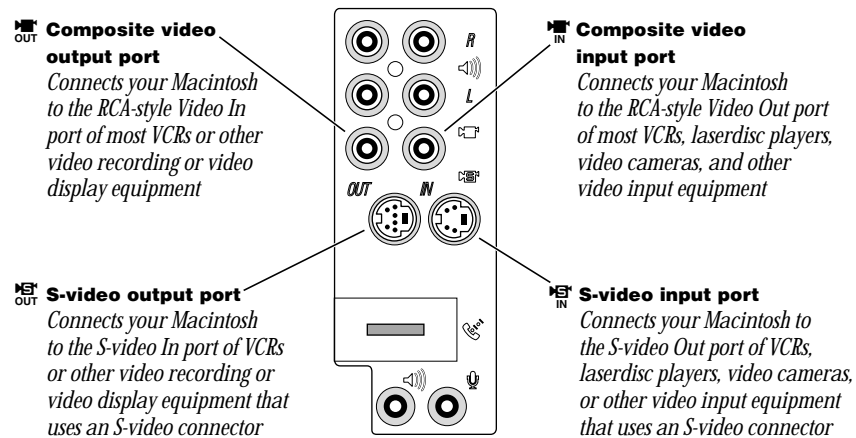 OUT Composite video
output port
Connects your Macintosh
to the RCA-style Video In
port of most VCRs or other
video recording or video
display equipment
R
L
S
OUT IN
IN Composite video
input port
Connects your Macintosh
to the RCA-style Video Out port
of most VCRs, laserdisc players,
video cameras, and other
video input equipment
S
OUT S-video output port
Connects your Macintosh
to the S-video In port of VCRs
or other video recording or
video display equipment that
uses an S-video connector
S
IN S-video input port
Connects your Macintosh to
the S-video Out port of VCRs,
laserdisc players, video cameras,
or other video input equipment
that uses an S-video connector